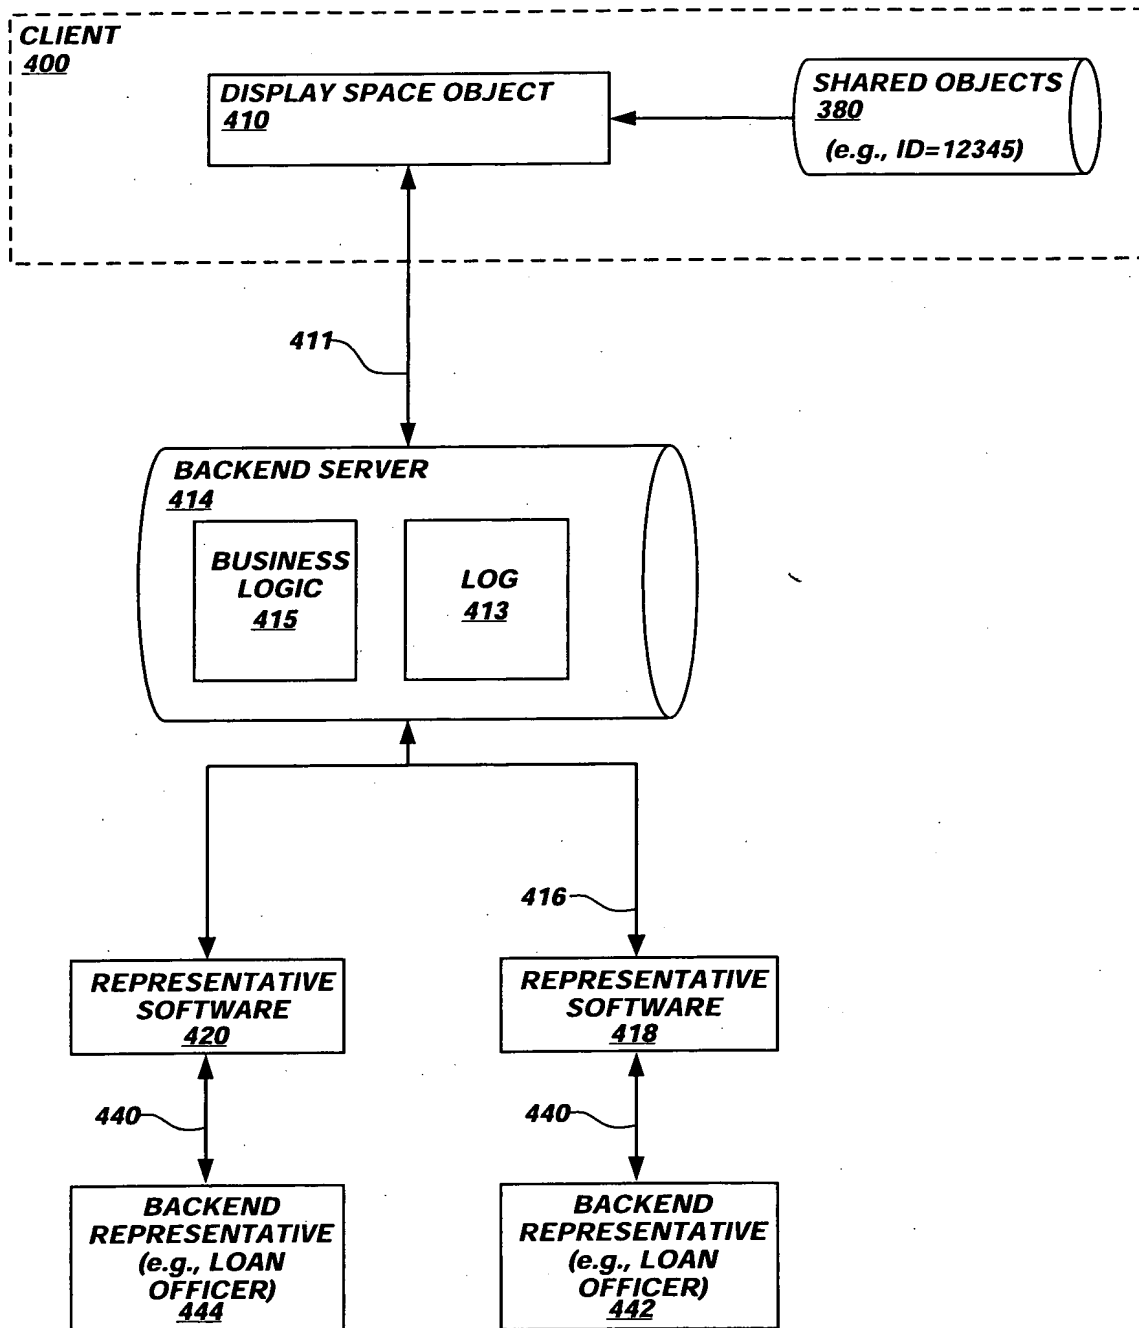 CLIENT
400
DISPLAY SPACE OBJECT
410
SHARED OBJECTS
380
(e.g., ID=12345)
411
BACKEND SERVER
414
BUSINESS
LOGIC
415
LOG
413
416
REPRESENTATIVE
SOFTWARE
420
REPRESENTATIVE
SOFTWARE
418
440
440
BACKEND
REPRESENTATIVE
(e.g., LOAN
OFFICER)
444
BACKEND
REPRESENTATIVE
(e.g., LOAN
OFFICER)
442